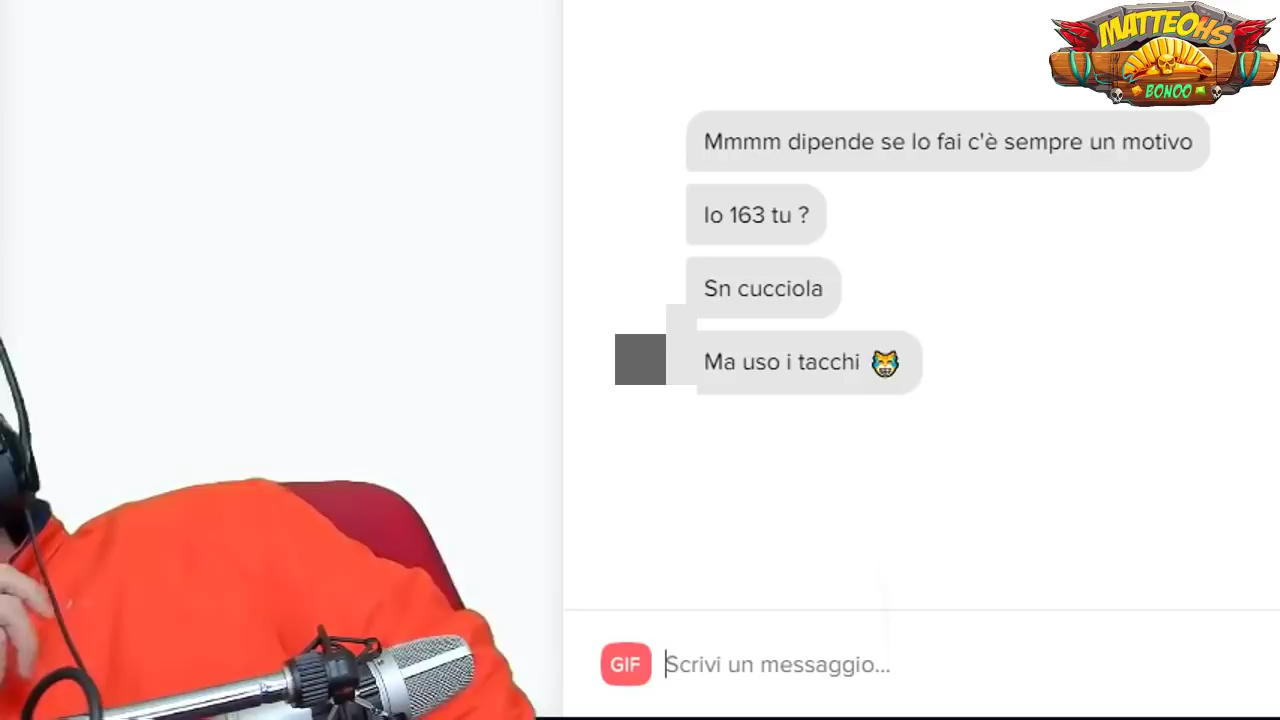 MATTEOHS
BONOO
Mmmm dipende se lo fai c'è sempre un motivo
Io 163 tu ?
Sn cucciola
Ma uso i tacchi
GIF Scrivi un messaggio...